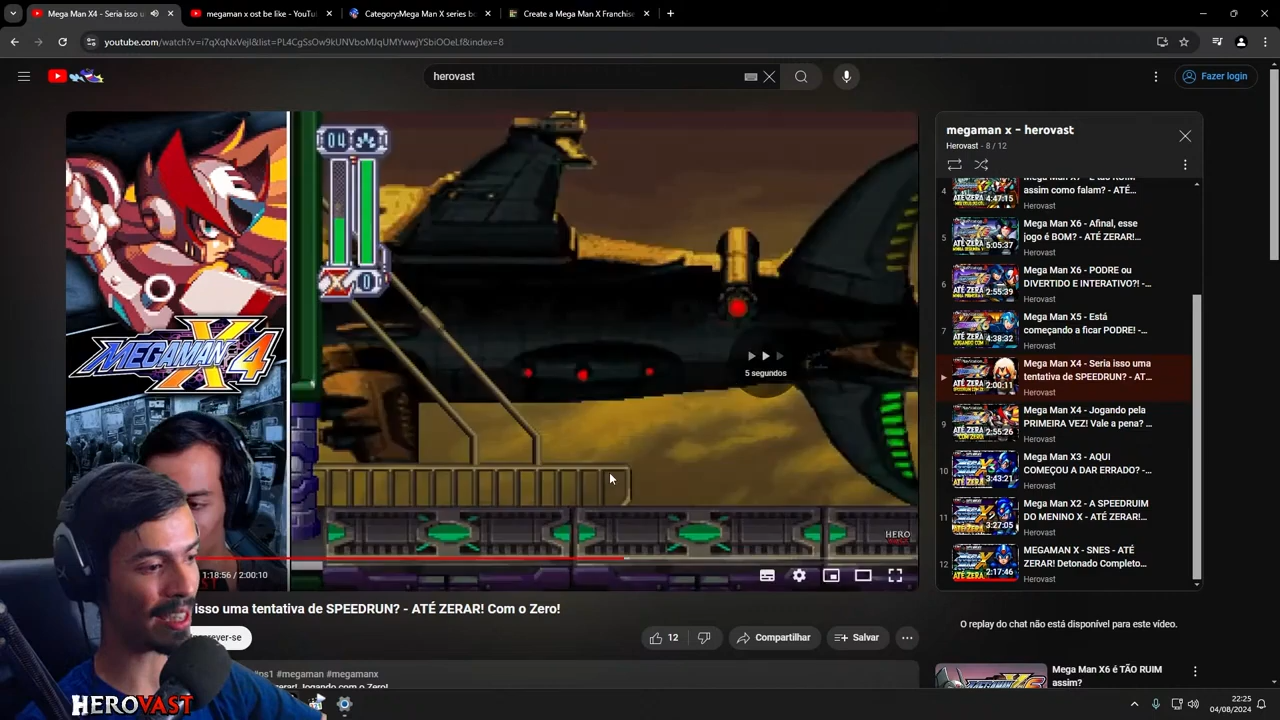 Mega Man X4 - Seria isso u
megaman x ost be like - YouTu
Category:Mega Man X series bo
Create a Mega Man X Franchise
youtube.com/watch?v=i7qXqNxVejI&list=PL4CgSsOw9kUNVboMJqUMYwwjYSbiOOeLf&index=8
herovast
Fazer login
04
X
0
MEGAMAN X4
5 segundos
HERO
1:18:56 / 2:00:10
isso uma tentativa de SPEEDRUN? - ATÉ ZERAR! Com o Zero!
12
Compartilhar
Salvar
#ps1 #megaman #megamanx
HEROVAST
megaman x - herovast
Herovast - 8 / 12
4
assim como falam? - ATÉ...
4:47:15
Herovast
5
Mega Man X6 - Afinal, esse
jogo é BOM? - ATÉ ZERAR!...
5:05:37
Herovast
6
Mega Man X6 - PODRE ou
DIVERTIDO E INTERATIVO?! -...
2:55:39
Herovast
7
Mega Man X5 - Está
começando a ficar PODRE! -...
4:38:32
Herovast
Mega Man X4 - Seria isso uma
tentativa de SPEEDRUN? - AT...
2:00:11
Herovast
9
Mega Man X4 - Jogando pela
PRIMEIRA VEZ! Vale a pena? -...
2:55:26
Herovast
10
Mega Man X3 - AQUI
COMEÇOU A DAR ERRADO? -...
3:43:21
Herovast
11
Mega Man X2 - A SPEEDRUIM
DO MENINO X - ATÉ ZERAR!...
3:27:05
Herovast
12
MEGAMAN X - SNES - ATÉ
ZERAR! Detonado Completo...
2:17:46
Herovast
O replay do chat não está disponível para este vídeo.
Mega Man X6 é TÃO RUIM
assim?
22:25
04/08/2024